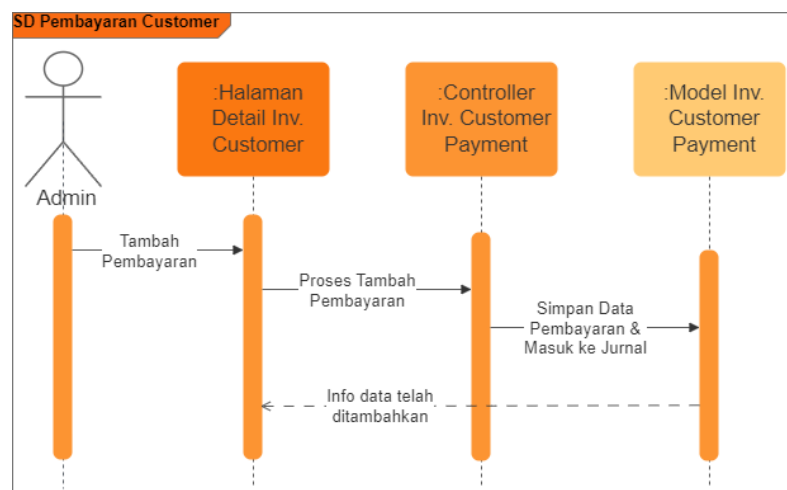 SD Pembayaran Customer
:Halaman
Detail Inv.
Customer
:Controller
Inv. Customer
Payment
:Model Inv.
Customer
Payment
Admin
Tambah
Pembayaran
Proses Tambah
Pembayaran
Simpan Data
Pembayaran &
Masuk ke Jurnal
Info data telah
ditambahkan